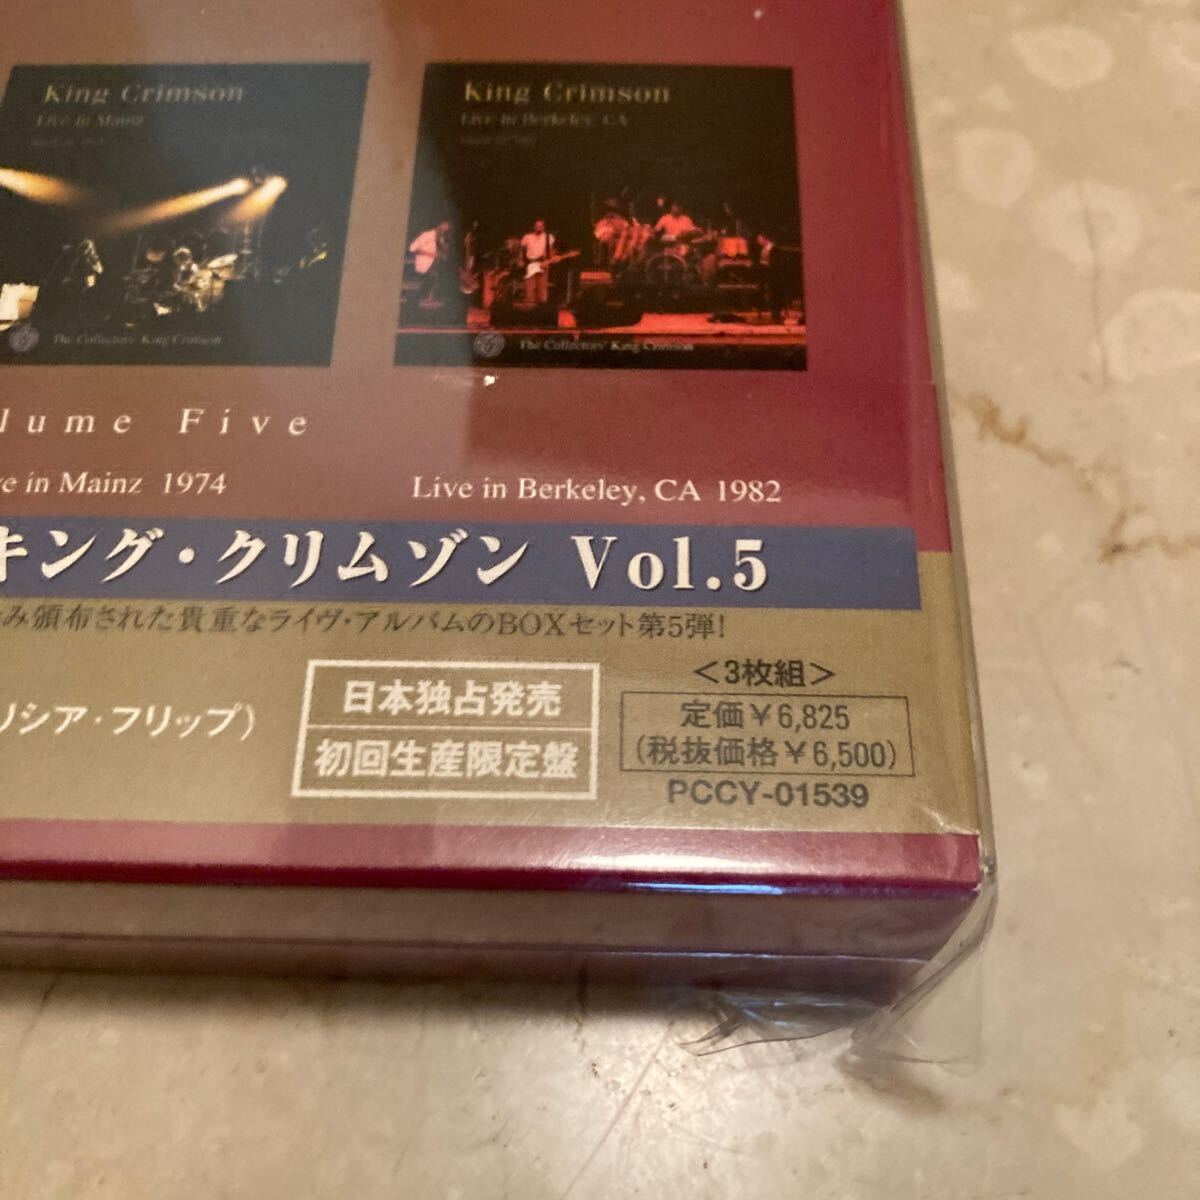 King Crimson
Live in Mainz
The Collectors' King Crimson
King Crimson
Live in Berkeley, CA
The Collectors' King Crimson
lume Five
e in Mainz 1974
Live in Berkeley, CA 1982
キング・クリムゾン Vol.5
み頒布された貴重なライヴ・アルバムのBOXセット第5弾!
リシア・フリップ)
日本独占発売
初回生産限定盤
<3枚組>
定価￥6,825
(税抜価格￥6,500)
PCCY-01539